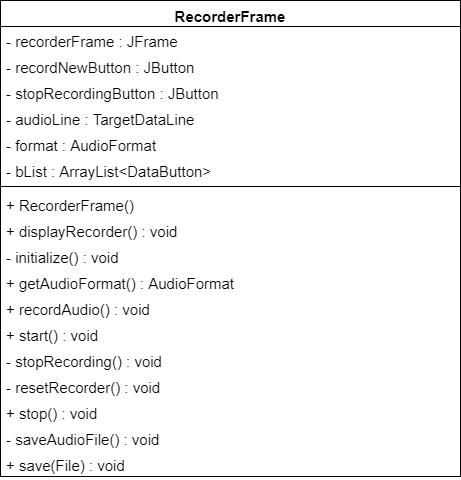 RecorderFrame
- recorderFrame : JFrame
- recordNewButton : JButton
- stopRecordingButton : JButton
- audioLine : TargetDataLine
- format : AudioFormat
- bList : ArrayList<DataButton>
+ RecorderFrame()
+ displayRecorder() : void
- initialize() : void
+ getAudioFormat() : AudioFormat
+ recordAudio() : void
+ start() : void
- stopRecording() : void
- resetRecorder() : void
+ stop() : void
- saveAudioFile() : void
+ save(File) : void